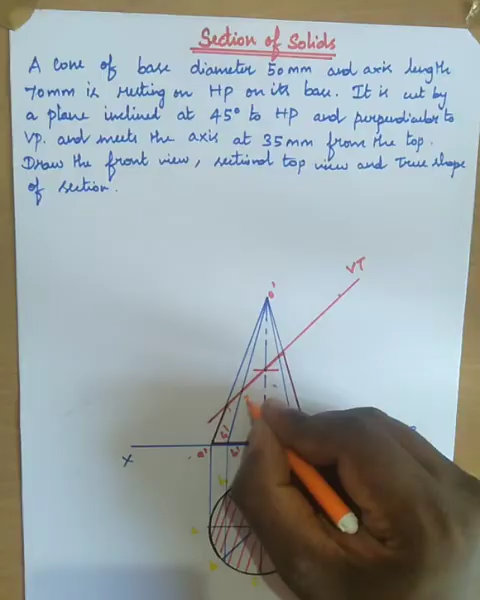 Section of Solids
A cone of base diameter 50mm and axis length
70mm is resting on HP on its base. It is cut by
a plane inclined at 45° to HP and perpendicular to
VP. and meets the axis at 35mm from the top.
Draw the front view, sectional top view and True shape
of section.
VT
o'
X
a'
b'